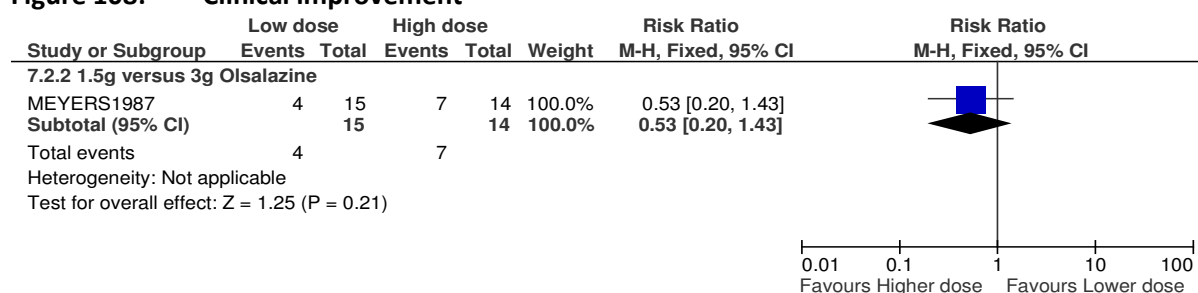 Figure 108: Clinical improvement
Low dose High dose Risk Ratio Risk Ratio
Study or Subgroup Events Total Events Total Weight M-H, Fixed, 95% CI M-H, Fixed, 95% CI
7.2.2 1.5g versus 3g Olsalazine
MEYERS1987 4 15 7 14 100.0% 0.53 [0.20, 1.43]
Subtotal (95% CI) 15 14 100.0% 0.53 [0.20, 1.43]
Total events 4 7
Heterogeneity: Not applicable
Test for overall effect: Z = 1.25 (P = 0.21)
0.01 0.1 1 10 100
Favours Higher dose Favours Lower dose